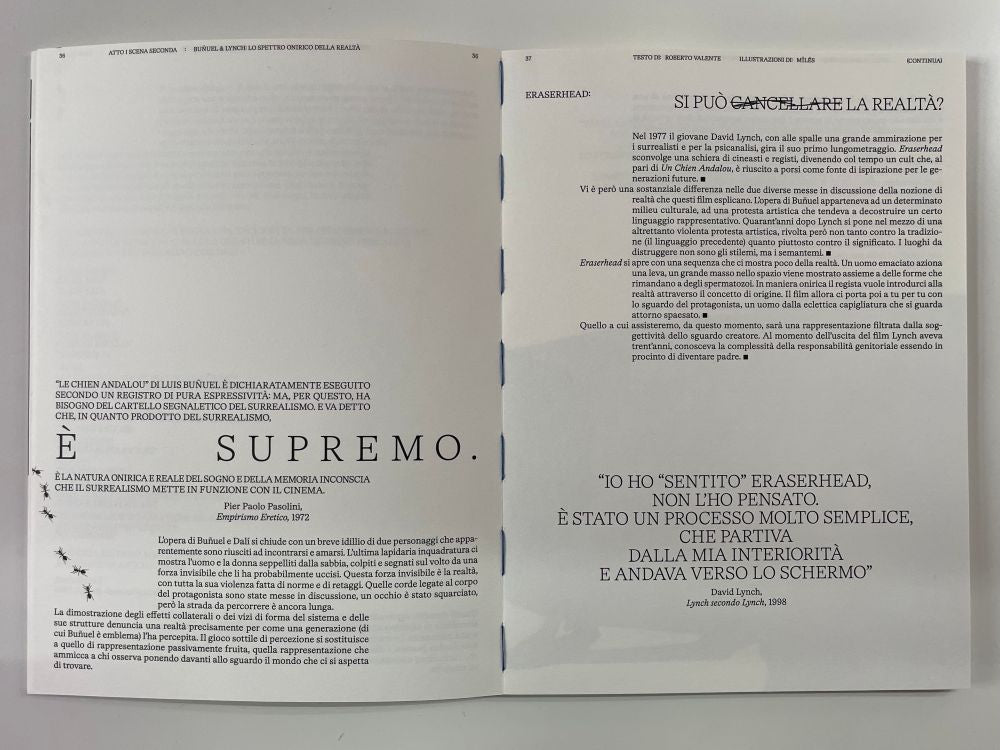 36
ATTO I SCENA SECONDA : BUÑUEL & LYNCH: LO SPETTRO ONIRICO DELLA REALTÀ
36
"LE CHIEN ANDALOU" DI LUIS BUÑUEL È DICHIARATAMENTE ESEGUITO
SECONDO UN REGISTRO DI PURA ESPRESSIVITÀ: MA, PER QUESTO, HA
BISOGNO DEL CARTELLO SEGNALETICO DEL SURREALISMO. E VA DETTO
CHE, IN QUANTO PRODOTTO DEL SURREALISMO,
È SUPREMO.
È LA NATURA ONIRICA E REALE DEL SOGNO E DELLA MEMORIA INCONSCIA
CHE IL SURREALISMO METTE IN FUNZIONE CON IL CINEMA.
Pier Paolo Pasolini,
Empirismo Eretico, 1972
L'opera di Buñuel e Dalí si chiude con un breve idillio di due personaggi che appa-
rentemente sono riusciti ad incontrarsi e amarsi. L'ultima lapidaria inquadratura ci
mostra l'uomo e la donna seppelliti dalla sabbia, colpiti e segnati sul volto da una
forza invisibile che li ha probabilmente uccisi. Questa forza invisibile è la realtà,
con tutta la sua violenza fatta di norme e di retaggi. Quelle corde legate al corpo
del protagonista sono state messe in discussione, un occhio è stato squarciato,
però la strada da percorrere è ancora lunga.
La dimostrazione degli effetti collaterali o dei vizi di forma del sistema e delle
sue strutture denuncia una realtà precisamente per come una generazione (di
cui Buñuel è emblema) l'ha percepita. Il gioco sottile di percezione si sostituisce
a quello di rappresentazione passivamente fruita, quella rappresentazione che
ammicca a chi osserva ponendo davanti allo sguardo il mondo che ci si aspetta
di trovare.
37
TESTO DI: ROBERTO VALENTE
ILLUSTRAZIONI DI: MÌLÉS
(CONTINUA)
ERASERHEAD:
SI PUÒ CANCELLARE LA REALTÀ?
Nel 1977 il giovane David Lynch, con alle spalle una grande ammirazione per
i surrealisti e per la psicanalisi, gira il suo primo lungometraggio. Eraserhead
sconvolge una schiera di cineasti e registi, divenendo col tempo un cult che, al
pari di Un Chien Andalou, è riuscito a porsi come fonte di ispirazione per le ge-
nerazioni future. ■
Vi è però una sostanziale differenza nelle due diverse messe in discussione della nozione di
realtà che questi film esplicano. L'opera di Buñuel apparteneva ad un determinato
milieu culturale, ad una protesta artistica che tendeva a decostruire un certo
linguaggio rappresentativo. Quarant'anni dopo Lynch si pone nel mezzo di una
altrettanto violenta protesta artistica, rivolta però non tanto contro la tradizio-
ne (il linguaggio precedente) quanto piuttosto contro il significato. I luoghi da
distruggere non sono gli stilemi, ma i semantemi. ■
Eraserhead si apre con una sequenza che ci mostra poco della realtà. Un uomo emaciato aziona
una leva, un grande masso nello spazio viene mostrato assieme a delle forme che
rimandano a degli spermatozoi. In maniera onirica il regista vuole introdurci alla
realtà attraverso il concetto di origine. Il film allora ci porta poi a tu per tu con
lo sguardo del protagonista, un uomo dalla eclettica capigliatura che si guarda
attorno spaesato. ■
Quello a cui assisteremo, da questo momento, sarà una rappresentazione filtrata dalla sog-
gettività dello sguardo creatore. Al momento dell'uscita del film Lynch aveva
trent'anni, conosceva la complessità della responsabilità genitoriale essendo in
procinto di diventare padre. ■
"IO HO "SENTITO" ERASERHEAD,
NON L'HO PENSATO.
È STATO UN PROCESSO MOLTO SEMPLICE,
CHE PARTIVA
DALLA MIA INTERIORITÀ
E ANDAVA VERSO LO SCHERMO"
David Lynch,
Lynch secondo Lynch, 1998